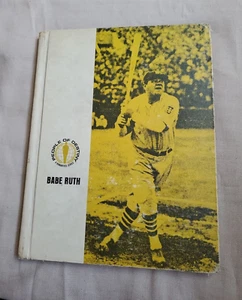 PEOPLE OF DESTINY
BABE RUTH